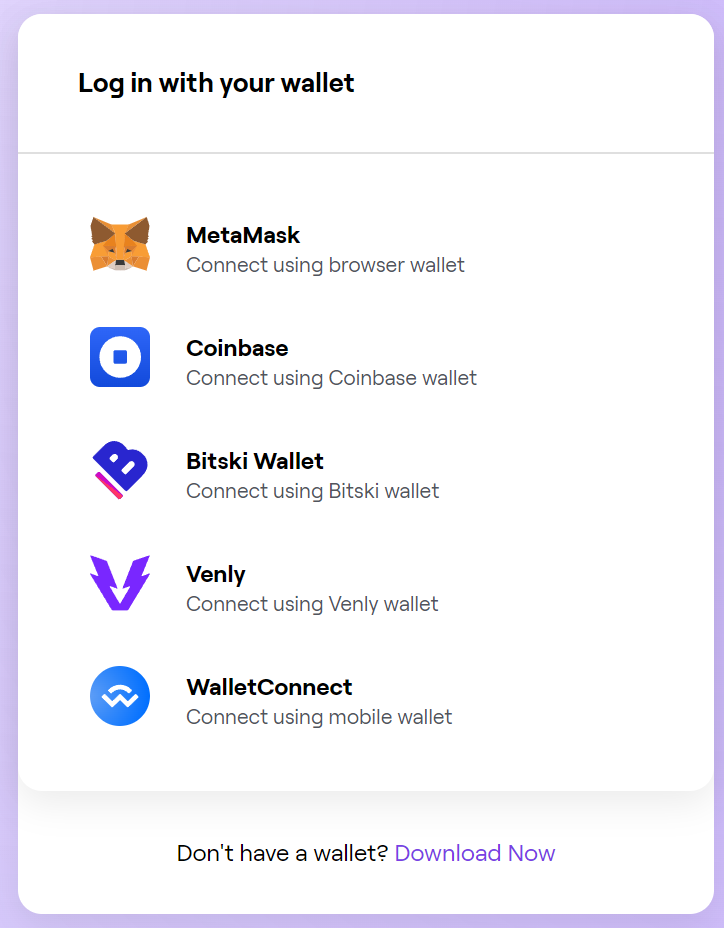 Log in with your wallet
MetaMask
Connect using browser wallet
Coinbase
Connect using Coinbase wallet
Bitski Wallet
Connect using Bitski wallet
Venly
Connect using Venly wallet
WalletConnect
Connect using mobile wallet
Don't have a wallet? Download Now